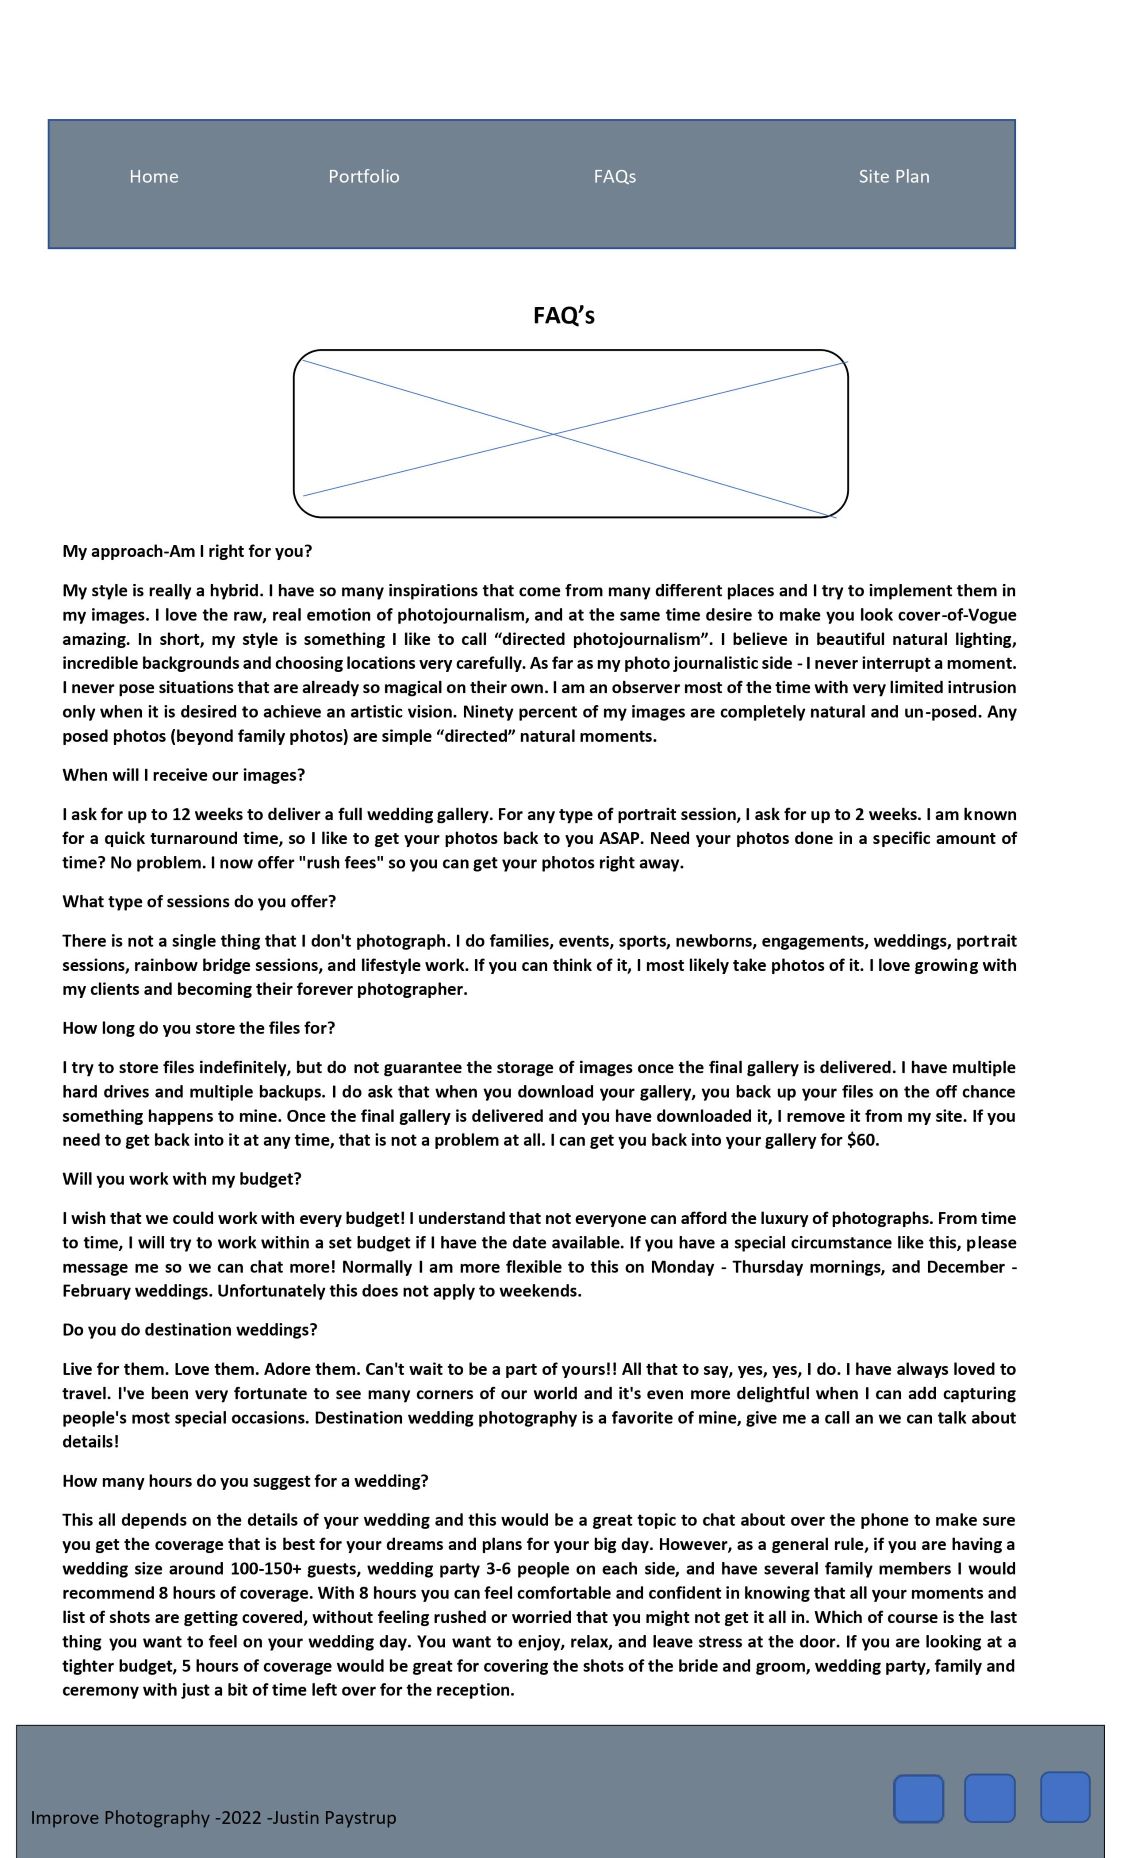 Home Portfolio FAQs Site Plan
FAQ’s
My approach-Am I right for you?
My style is really a hybrid. I have so many inspirations that come from many different places and I try to implement them in
my images. I love the raw, real emotion of photojournalism, and at the same time desire to make you look cover-of-Vogue
amazing. In short, my style is something I like to call “directed photojournalism”. I believe in beautiful natural lighting,
incredible backgrounds and choosing locations very carefully. As far as my photo journalistic side - I never interrupt a moment.
I never pose situations that are already so magical on their own. I am an observer most of the time with very limited intrusion
only when it is desired to achieve an artistic vision. Ninety percent of my images are completely natural and un-posed. Any
posed photos (beyond family photos) are simple “directed” natural moments.
When will I receive our images?
I ask for up to 12 weeks to deliver a full wedding gallery. For any type of portrait session, I ask for up to 2 weeks. I am known
for a quick turnaround time, so I like to get your photos back to you ASAP. Need your photos done in a specific amount of
time? No problem. I now offer "rush fees" so you can get your photos right away.
What type of sessions do you offer?
There is not a single thing that I don't photograph. I do families, events, sports, newborns, engagements, weddings, portrait
sessions, rainbow bridge sessions, and lifestyle work. If you can think of it, I most likely take photos of it. I love growing with
my clients and becoming their forever photographer.
How long do you store the files for?
I try to store files indefinitely, but do not guarantee the storage of images once the final gallery is delivered. I have multiple
hard drives and multiple backups. I do ask that when you download your gallery, you back up your files on the off chance
something happens to mine. Once the final gallery is delivered and you have downloaded it, I remove it from my site. If you
need to get back into it at any time, that is not a problem at all. I can get you back into your gallery for $60.
Will you work with my budget?
I wish that we could work with every budget! I understand that not everyone can afford the luxury of photographs. From time
to time, I will try to work within a set budget if I have the date available. If you have a special circumstance like this, please
message me so we can chat more! Normally I am more flexible to this on Monday - Thursday mornings, and December -
February weddings. Unfortunately this does not apply to weekends.
Do you do destination weddings?
Live for them. Love them. Adore them. Can't wait to be a part of yours!! All that to say, yes, yes, I do. I have always loved to
travel. I've been very fortunate to see many corners of our world and it's even more delightful when I can add capturing
people's most special occasions. Destination wedding photography is a favorite of mine, give me a call an we can talk about
details!
How many hours do you suggest for a wedding?
This all depends on the details of your wedding and this would be a great topic to chat about over the phone to make sure
you get the coverage that is best for your dreams and plans for your big day. However, as a general rule, if you are having a
wedding size around 100-150+ guests, wedding party 3-6 people on each side, and have several family members I would
recommend 8 hours of coverage. With 8 hours you can feel comfortable and confident in knowing that all your moments and
list of shots are getting covered, without feeling rushed or worried that you might not get it all in. Which of course is the last
thing you want to feel on your wedding day. You want to enjoy, relax, and leave stress at the door. If you are looking at a
tighter budget, 5 hours of coverage would be great for covering the shots of the bride and groom, wedding party, family and
ceremony with just a bit of time left over for the reception.
Improve Photography -2022 -Justin Paystrup